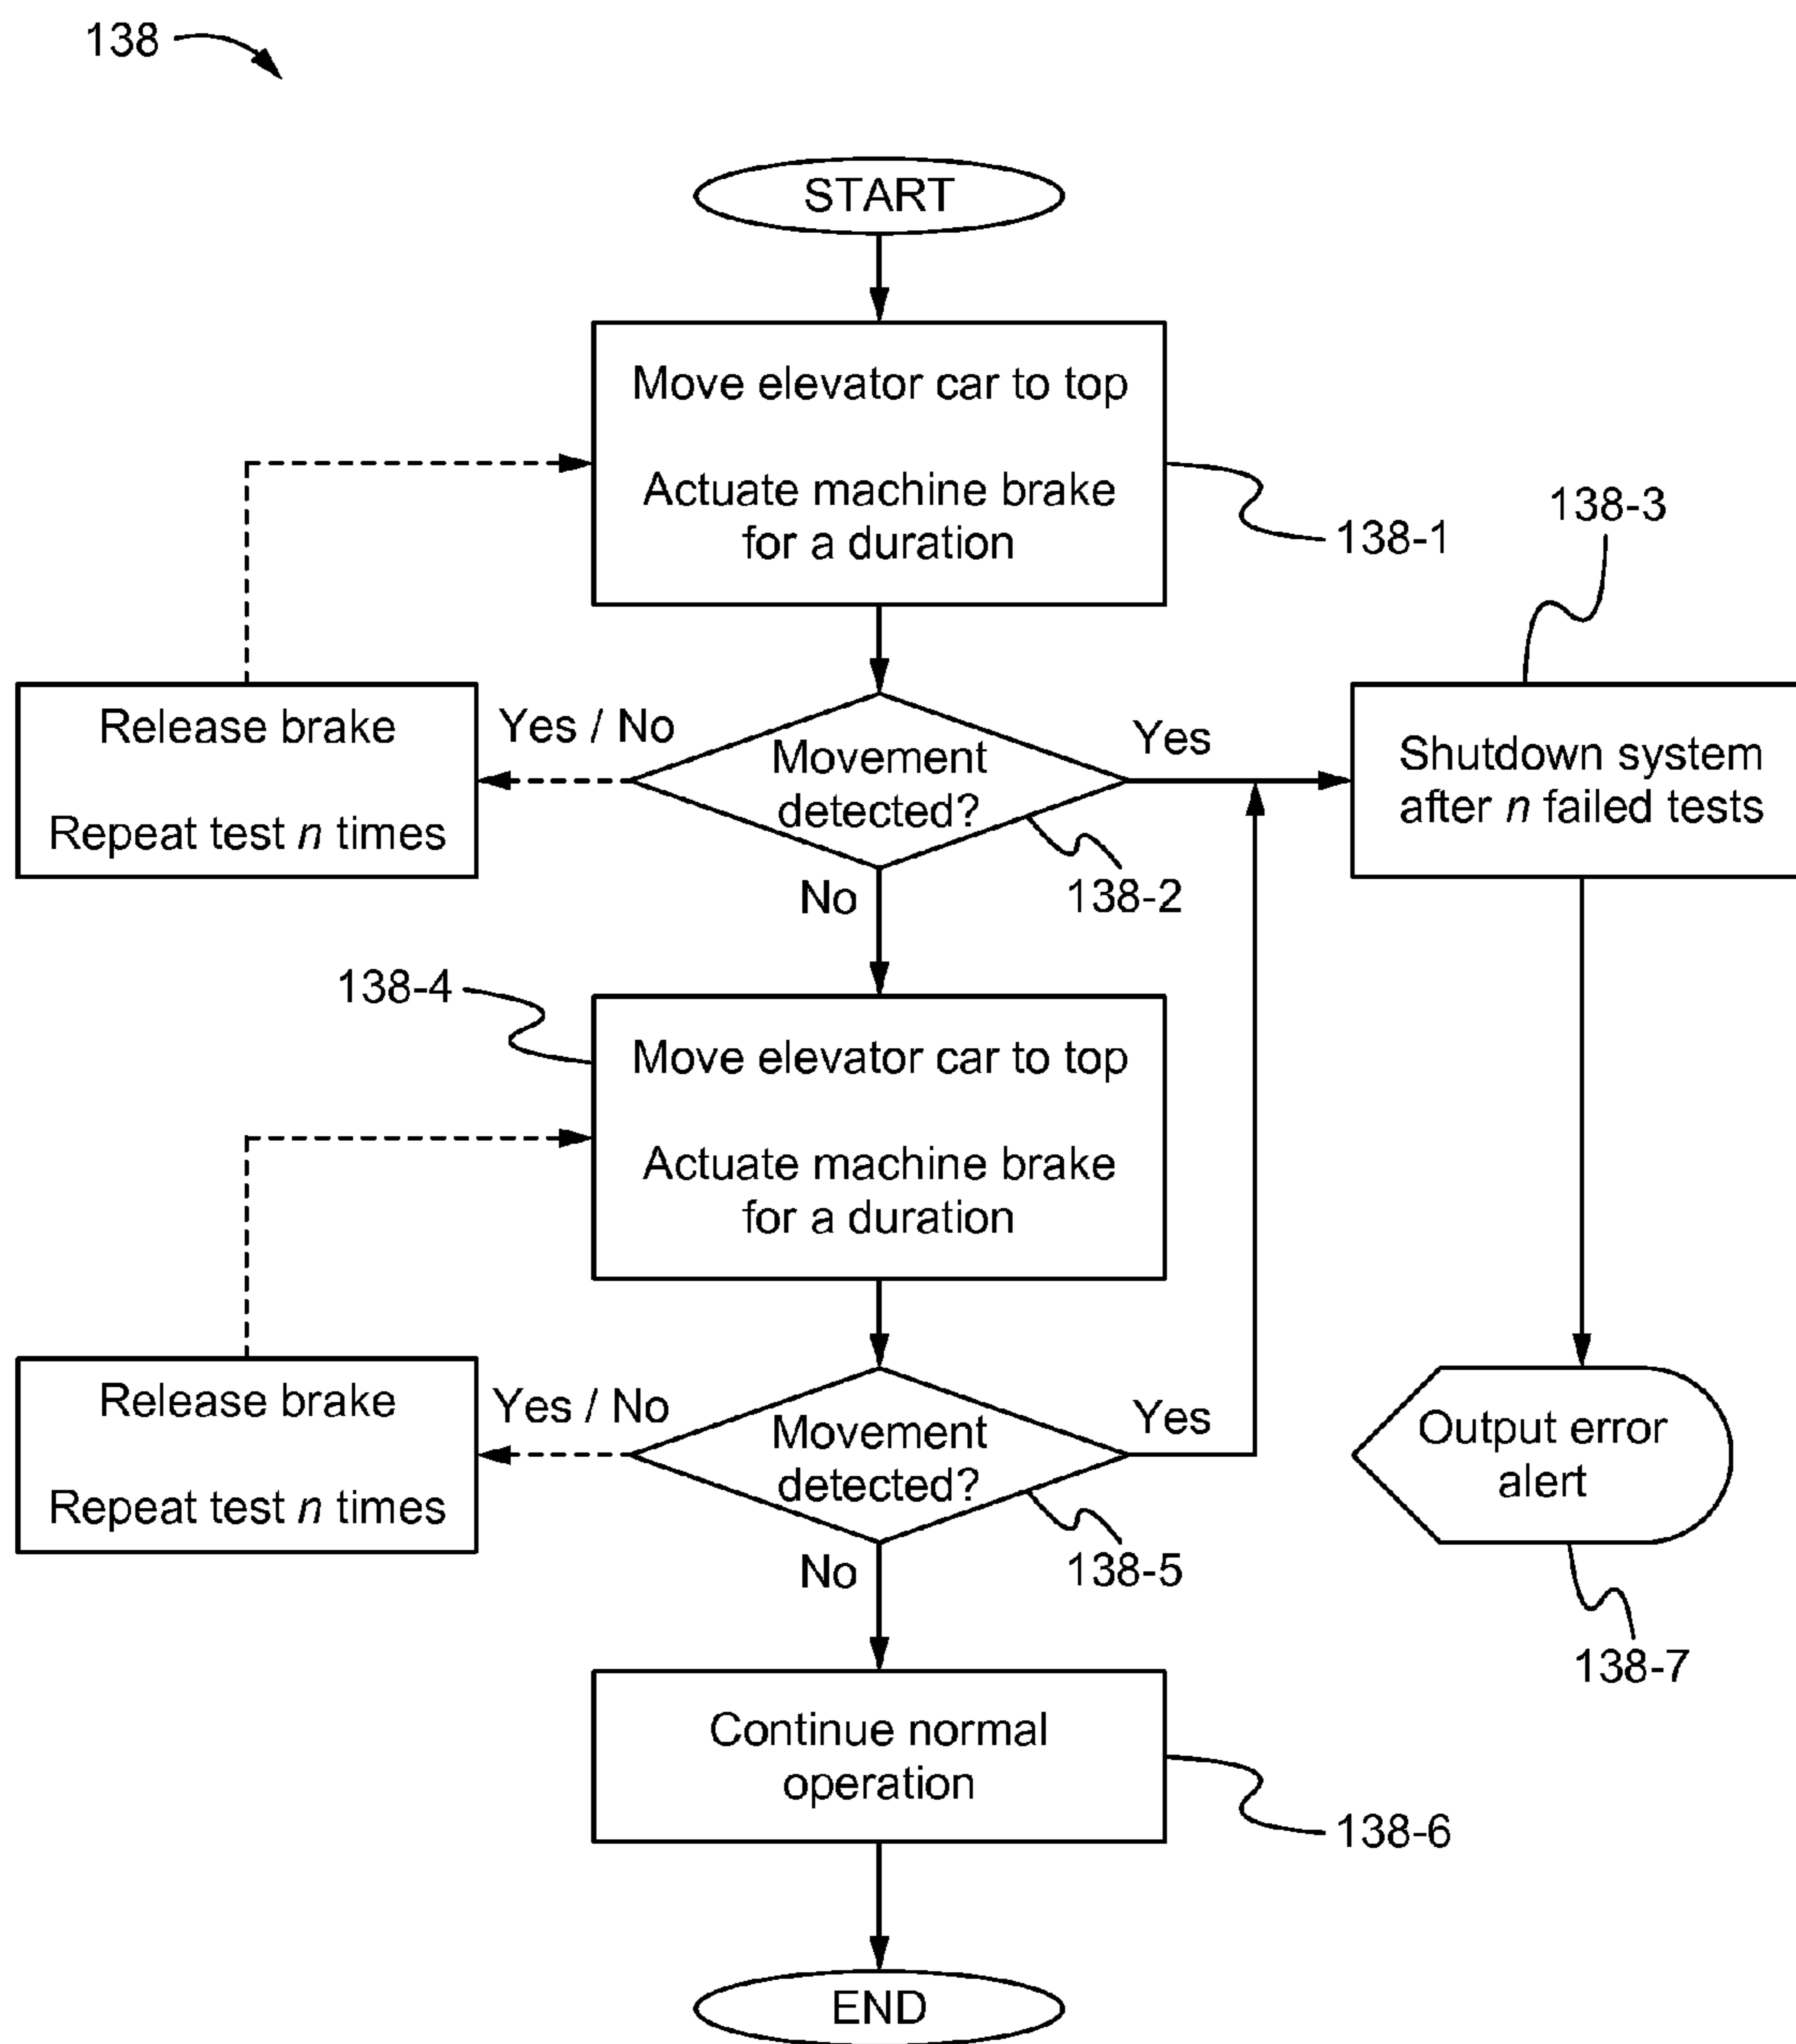 138
START
Move elevator car to top
Actuate machine brake
for a duration
138-1
138-3
Release brake
Repeat test n times
Yes / No
Movement
detected?
Yes
Shutdown system
after n failed tests
138-2
No
138-4
Move elevator car to top
Actuate machine brake
for a duration
Release brake
Repeat test n times
Yes / No
Movement
detected?
Yes
Output error
alert
138-5
No
138-7
Continue normal
operation
138-6
END